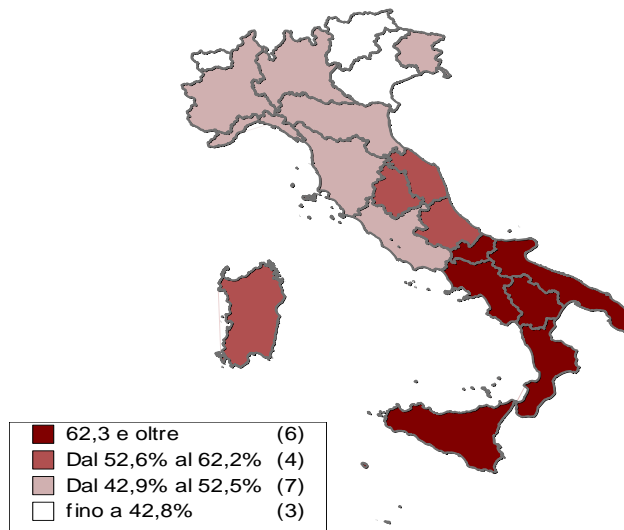 62,3 e oltre (6)
Dal 52,6% al 62,2% (4)
Dal 42,9% al 52,5% (7)
fino a 42,8% (3)